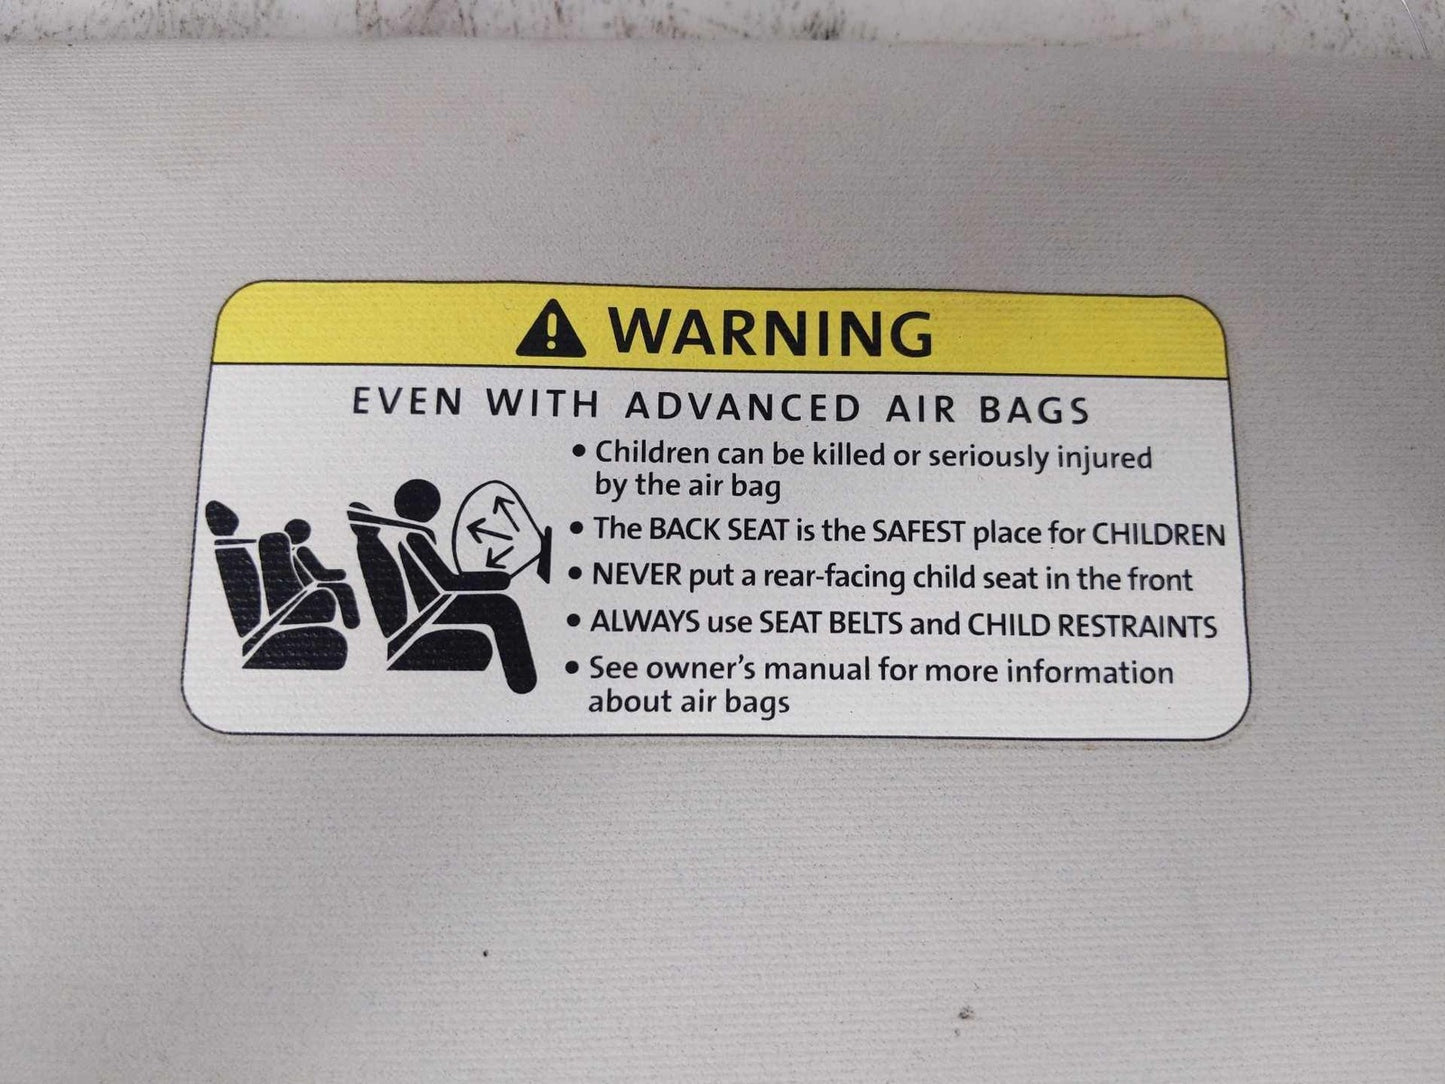 WARNING
EVEN WITH ADVANCED AIR BAGS
• Children can be killed or seriously injured
by the air bag
• The BACK SEAT is the SAFEST place for CHILDREN
• NEVER put a rear-facing child seat in the front
• ALWAYS use SEAT BELTS and CHILD RESTRAINTS
• See owner's manual for more information
about air bags